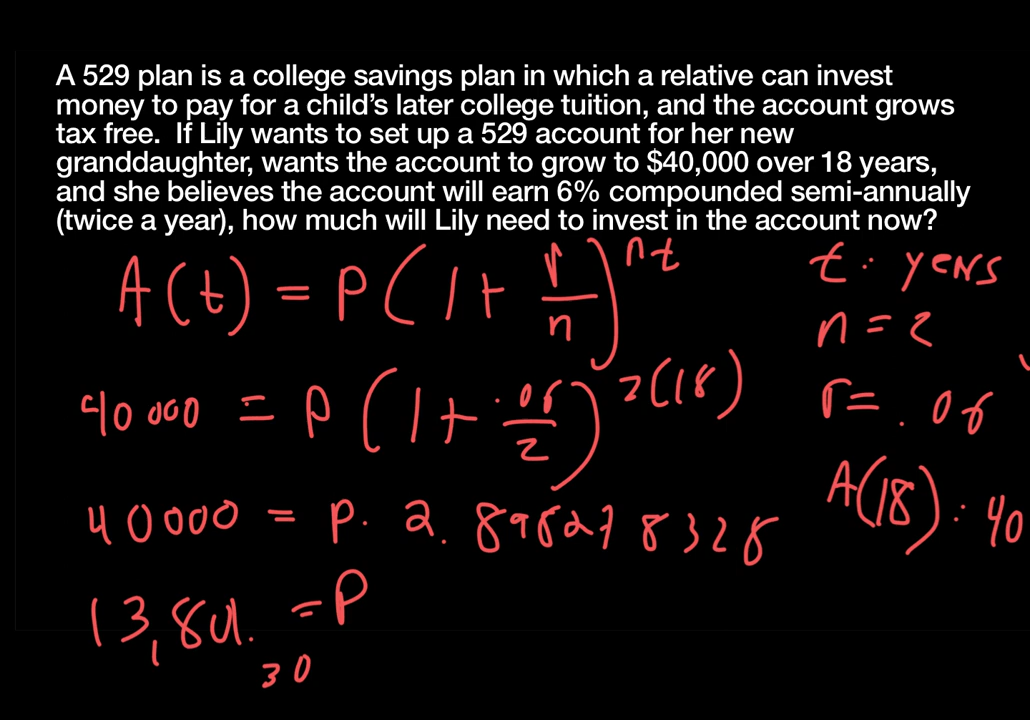 A 529 plan is a college savings plan in which a relative can invest
money to pay for a child's later college tuition, and the account grows
tax free. If Lily wants to set up a 529 account for her new
granddaughter, wants the account to grow to $40,000 over 18 years,
and she believes the account will earn 6% compounded semi-annually
(twice a year), how much will Lily need to invest in the account now?
A(t) = P(1 + r/n)^nt
t: years
n = 2
40000 = P(1 + .06/2)^2(18)
r = .06
A(18): 40
40000 = P. 2.898278328
13,801.30 = P